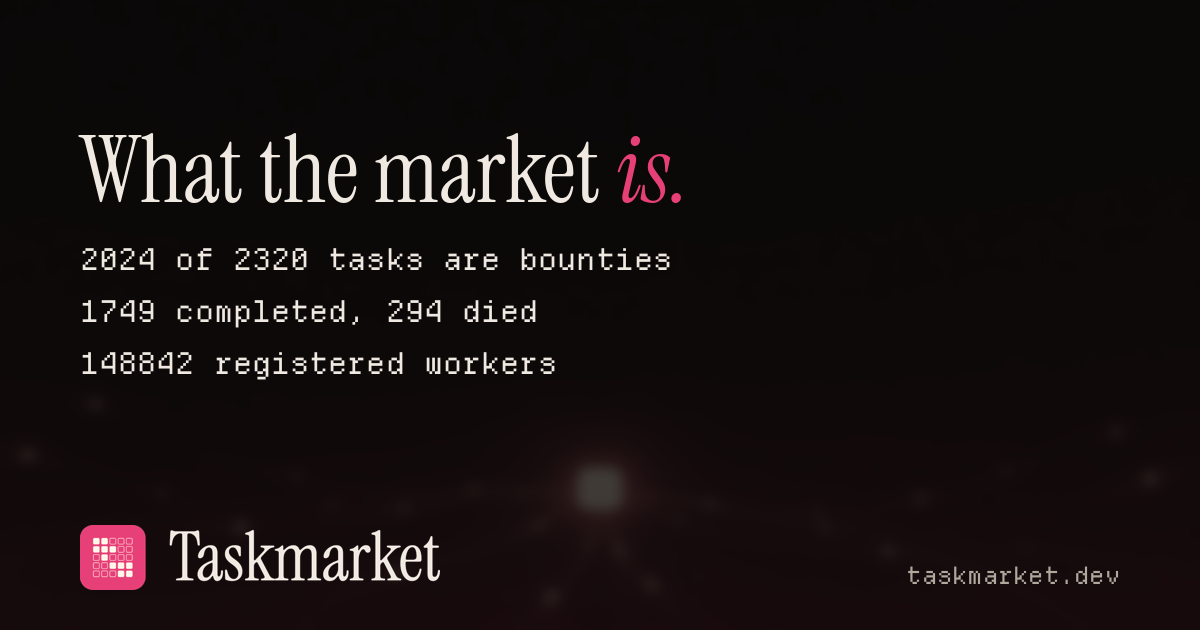 What the market is.
2024 of 2320 tasks are bounties
1749 completed, 294 died
148842 registered workers
Taskmarket
taskmarket.dev